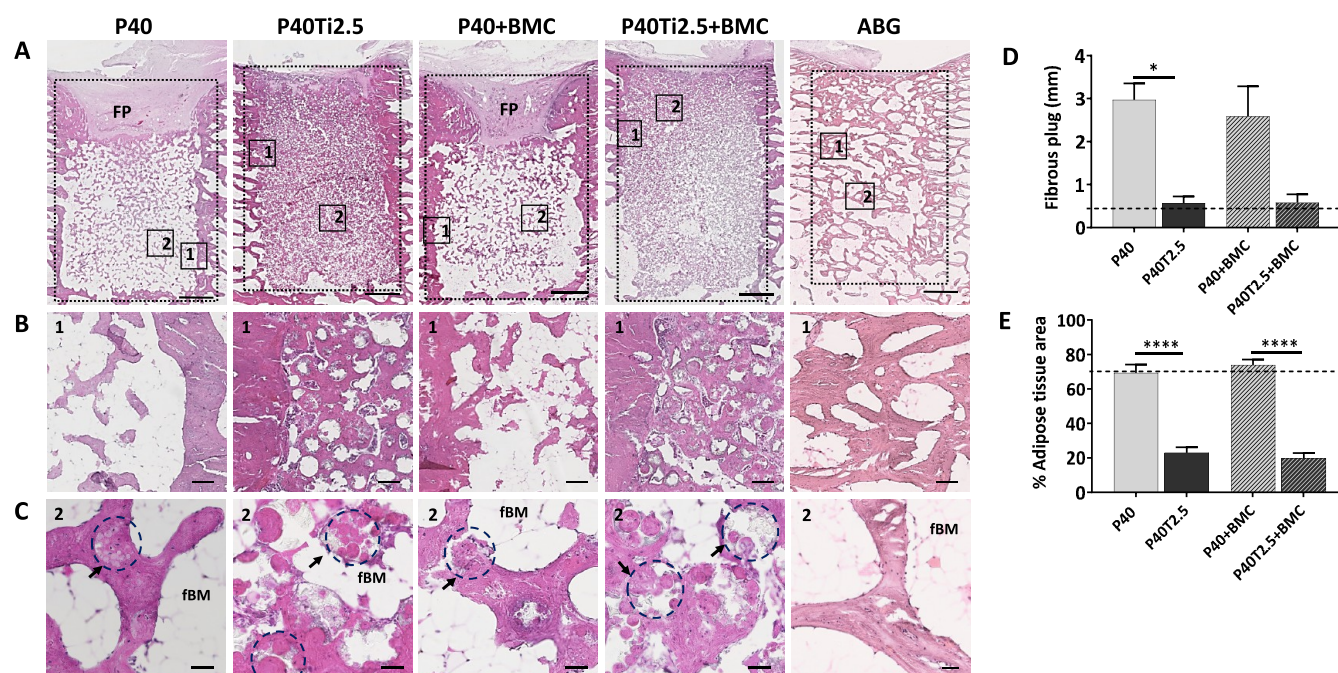 P40 P40Ti2.5 P40+BMC P40Ti2.5+BMC ABG
A
FP FP
1 2 1 2 1 2 1 2 1 2
B
1 1 1 1 1
C
2 2 2 2 2
fBM fBM fBM fBM
D
Fibrous plug (mm)
4
3
2
1
0
*
P40 P40T2.5 P40+BMC P40T2.5+BMC
E
% Adipose tissue area
100
80
60
40
20
0
**** ****
P40 P40T2.5 P40+BMC P40T2.5+BMC